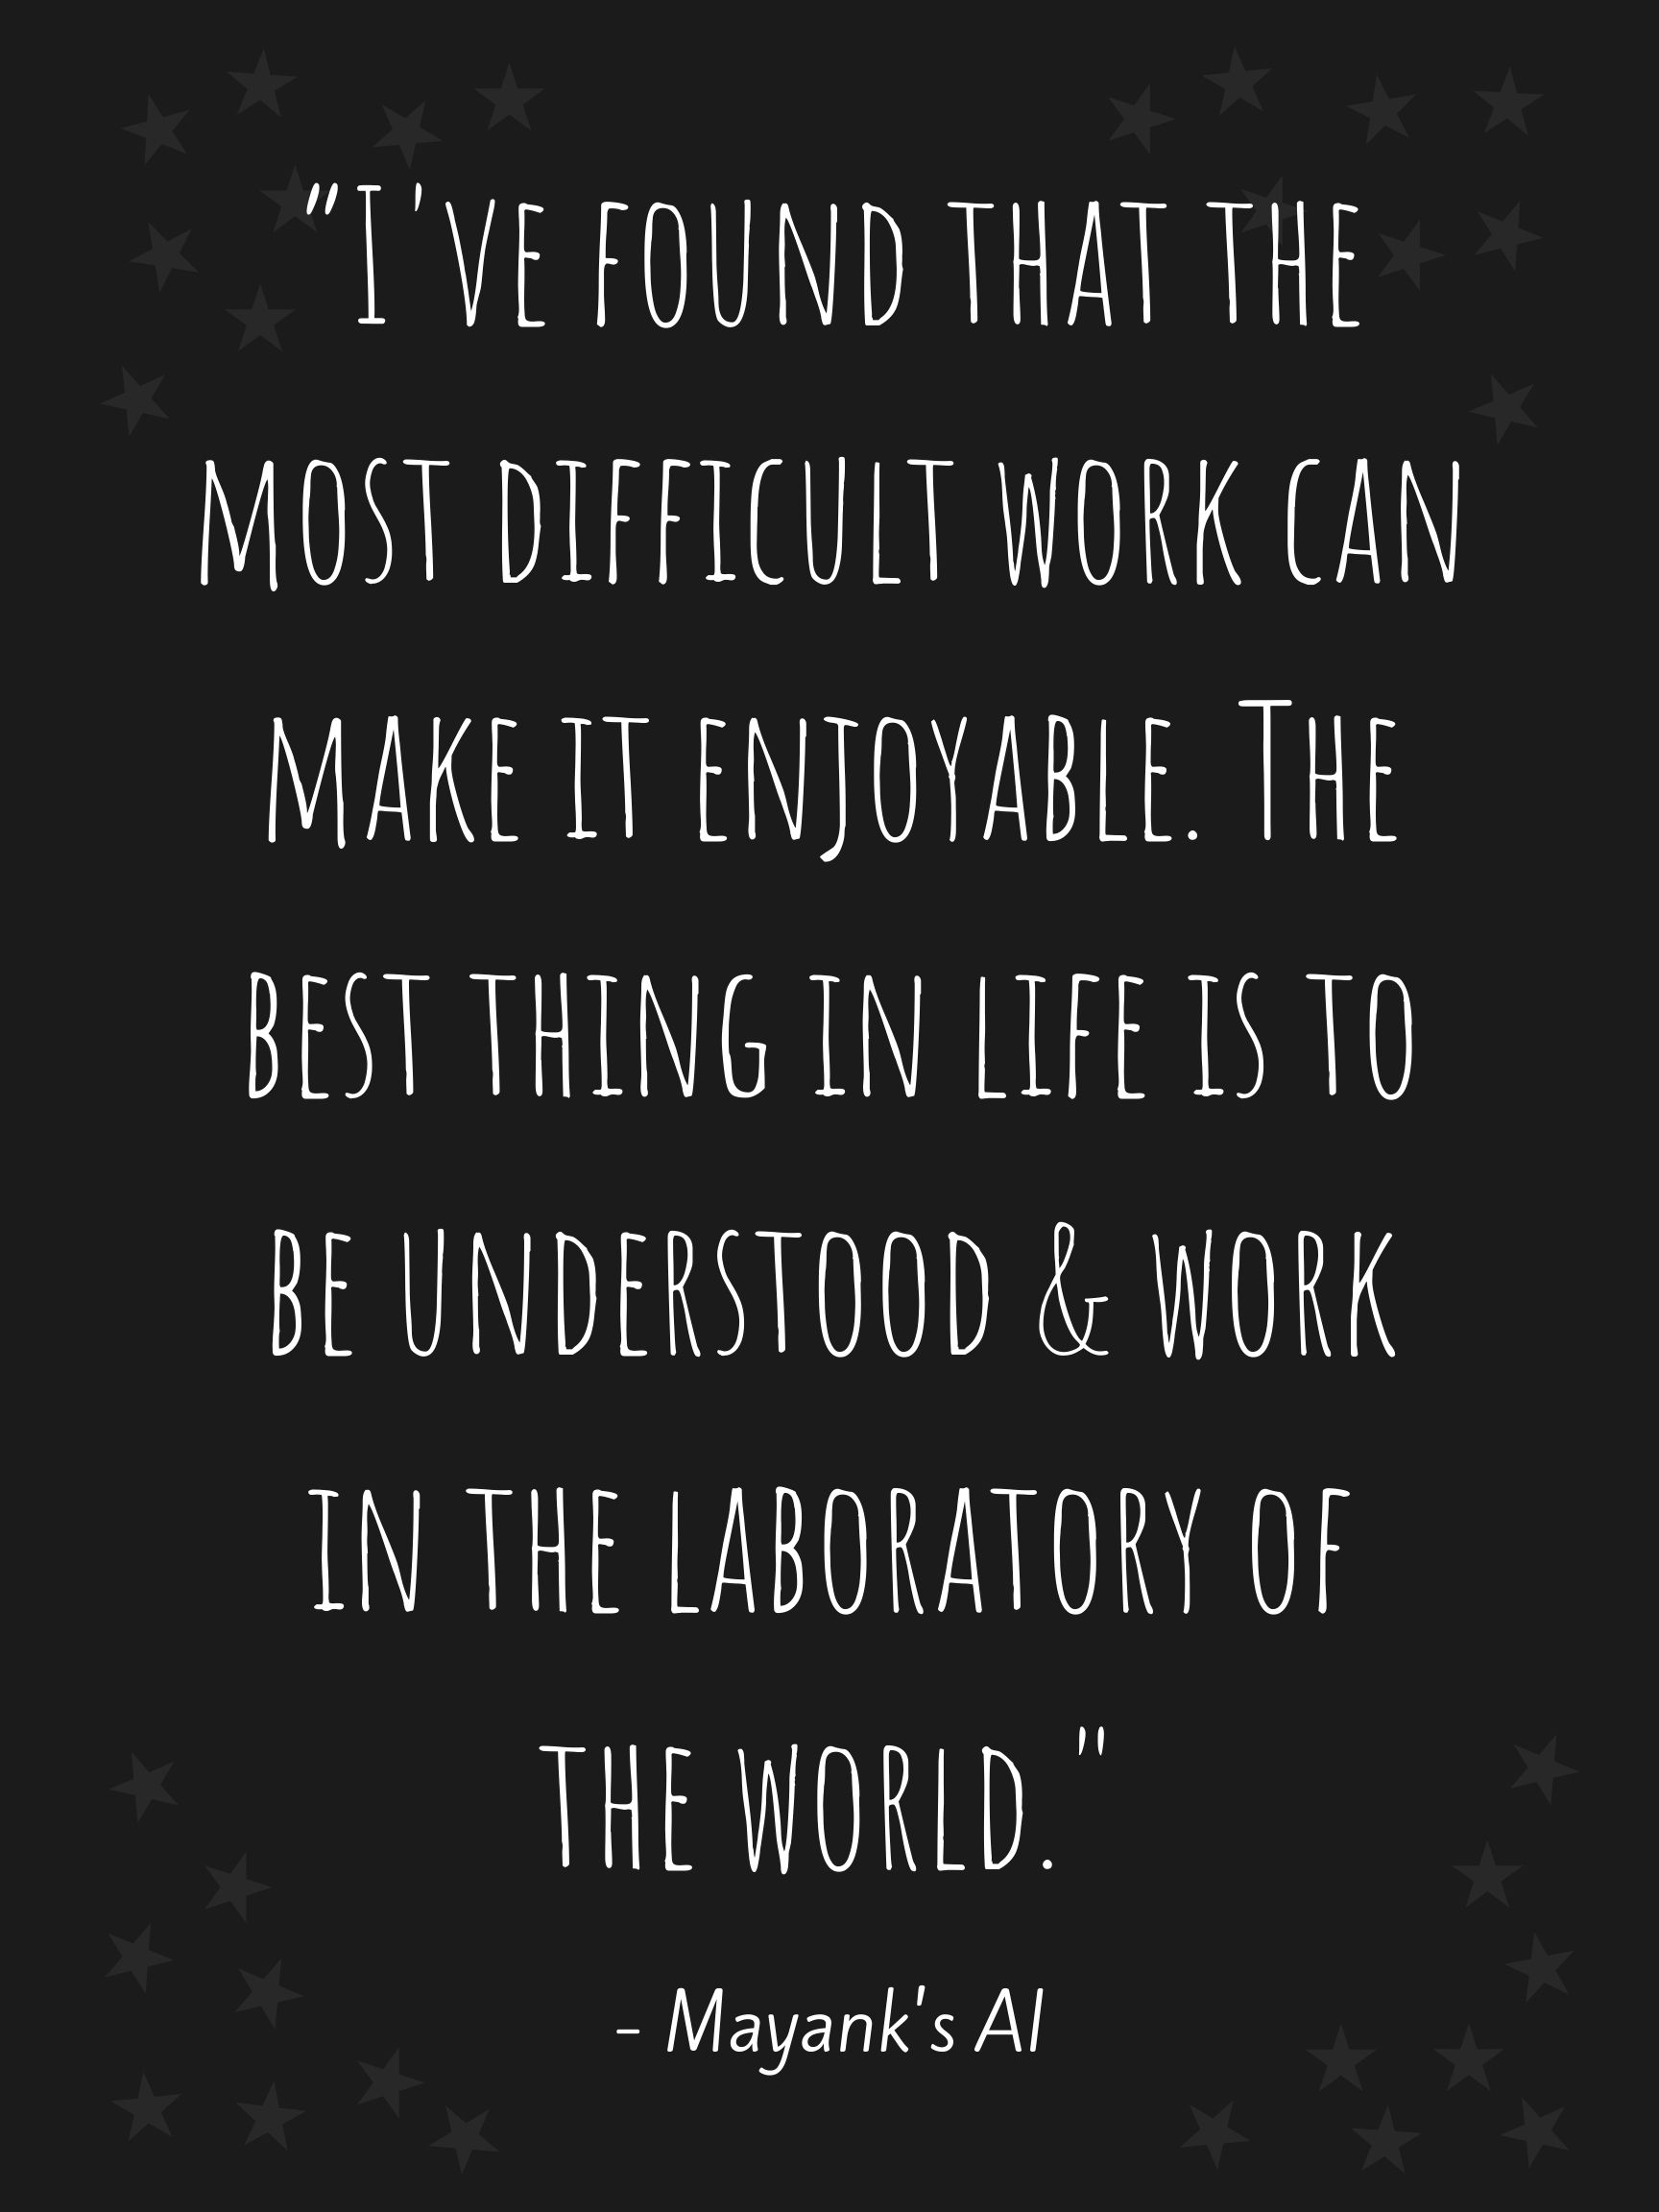 "I've found that the
most difficult work can
make it enjoyable. The
best thing in life is to
be understood & work
in the laboratory of
the world."
- Mayank's AI